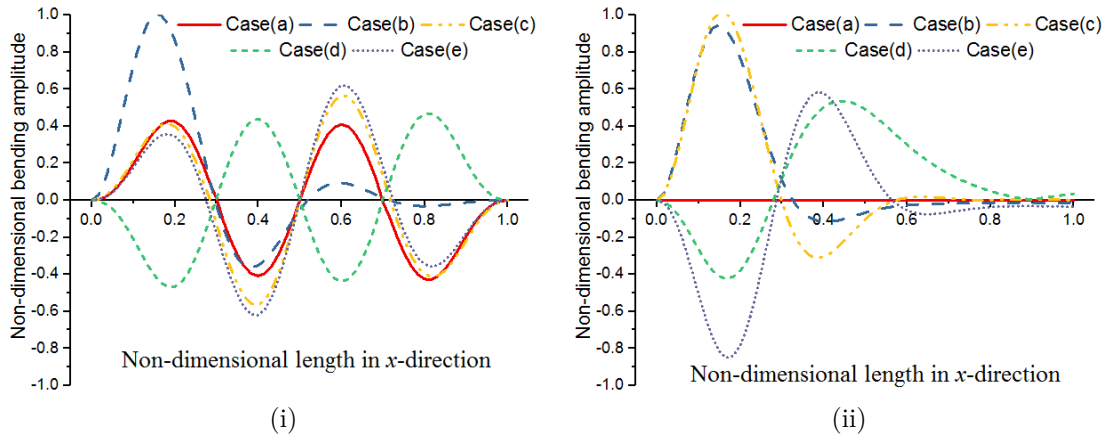 Case(a) Case(b) Case(c)
Case(d) Case(e)
Non-dimensional bending amplitude
1.0
0.8
0.6
0.4
0.2
0.0
-0.2
-0.4
-0.6
-0.8
-1.0
0.0 0.2 0.4 0.6 0.8 1.0
Non-dimensional length in x-direction
(i)
Case(a) Case(b) Case(c)
Case(d) Case(e)
Non-dimensional bending amplitude
1.0
0.8
0.6
0.4
0.2
0.0
-0.2
-0.4
-0.6
-0.8
-1.0
0.0 0.2 0.4 0.6 0.8 1.0
Non-dimensional length in x-direction
(ii)